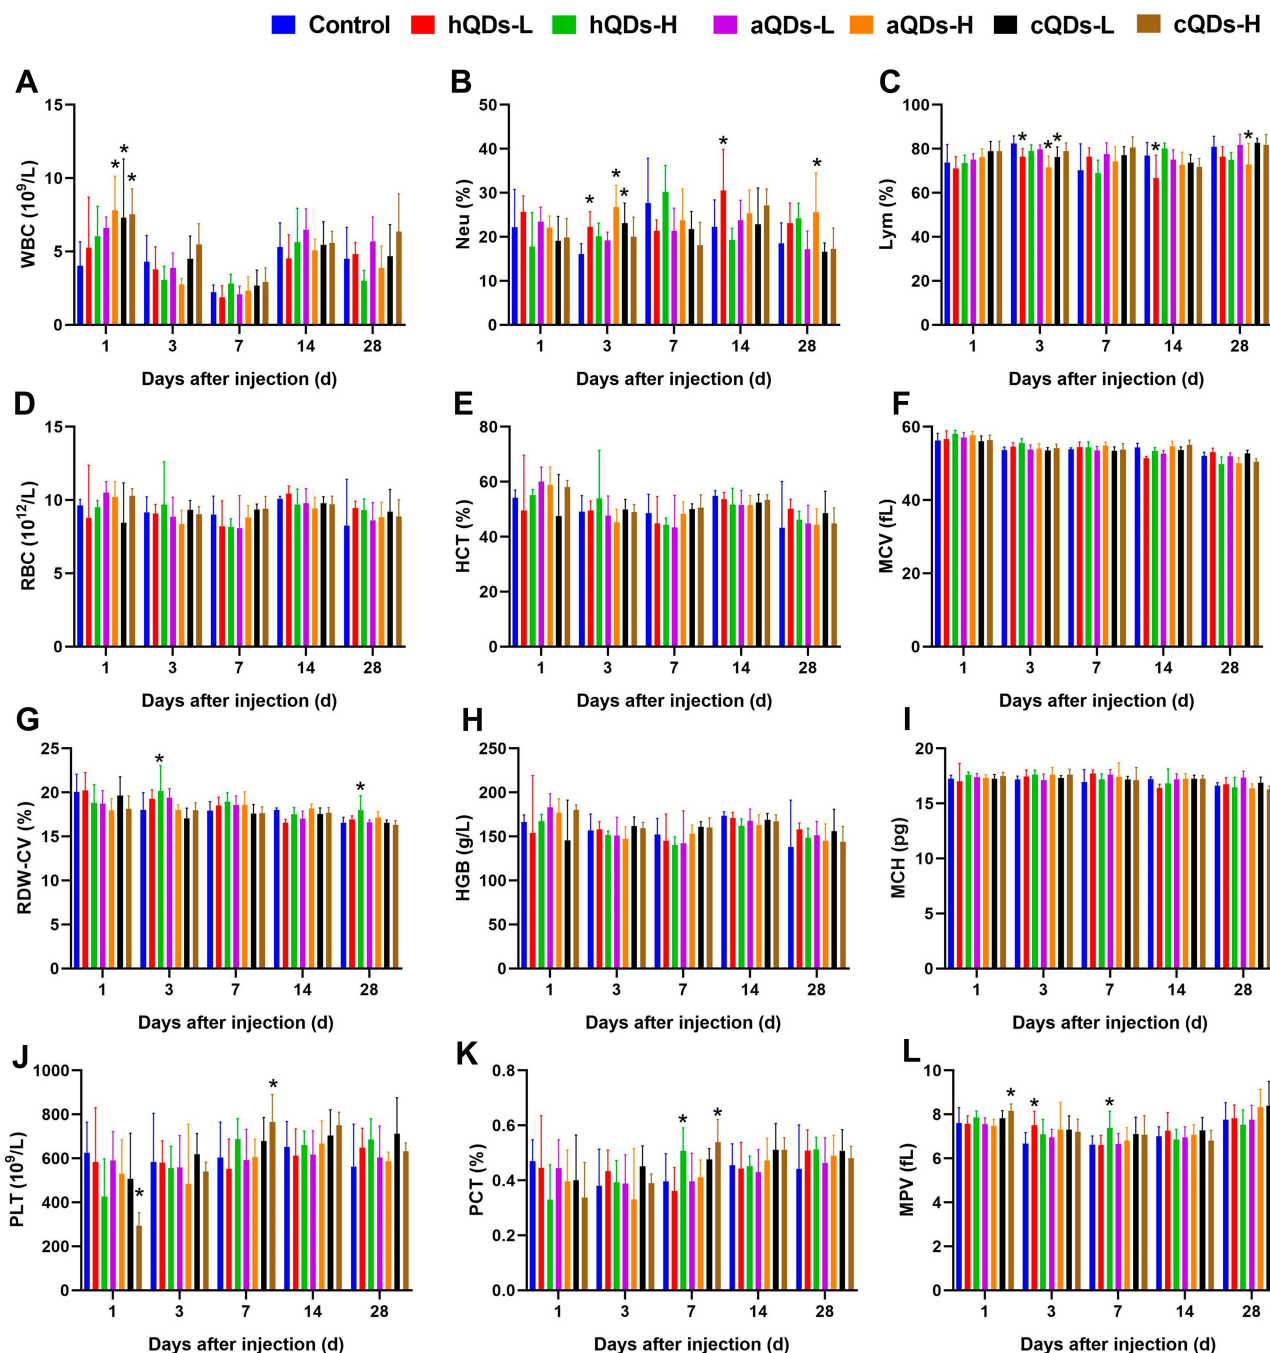 Control hQDs-L hQDs-H aQDs-L aQDs-H cQDs-L cQDs-H
A
WBC (10⁹/L)
15
10
5
0
* * *
1 3 7 14 28
Days after injection (d)
B
Neu (%)
50
40
30
20
10
0
* * * * *
1 3 7 14 28
Days after injection (d)
C
Lym (%)
100
80
60
40
20
0
* * * * *
1 3 7 14 28
Days after injection (d)
D
RBC (10¹²/L)
15
10
5
0
1 3 7 14 28
Days after injection (d)
E
HCT (%)
80
60
40
20
0
1 3 7 14 28
Days after injection (d)
F
MCV (fL)
60
40
20
0
1 3 7 14 28
Days after injection (d)
G
RDW-CV (%)
25
20
15
10
5
0
* *
1 3 7 14 28
Days after injection (d)
H
HGB (g/L)
250
200
150
100
50
0
1 3 7 14 28
Days after injection (d)
I
MCH (pg)
20
15
10
5
0
1 3 7 14 28
Days after injection (d)
J
PLT (10⁹/L)
1000
800
600
400
200
0
* *
1 3 7 14 28
Days after injection (d)
K
PCT (%)
0.8
0.6
0.4
0.2
0.0
* *
1 3 7 14 28
Days after injection (d)
L
MPV (fL)
10
8
6
4
2
0
* * *
1 3 7 14 28
Days after injection (d)